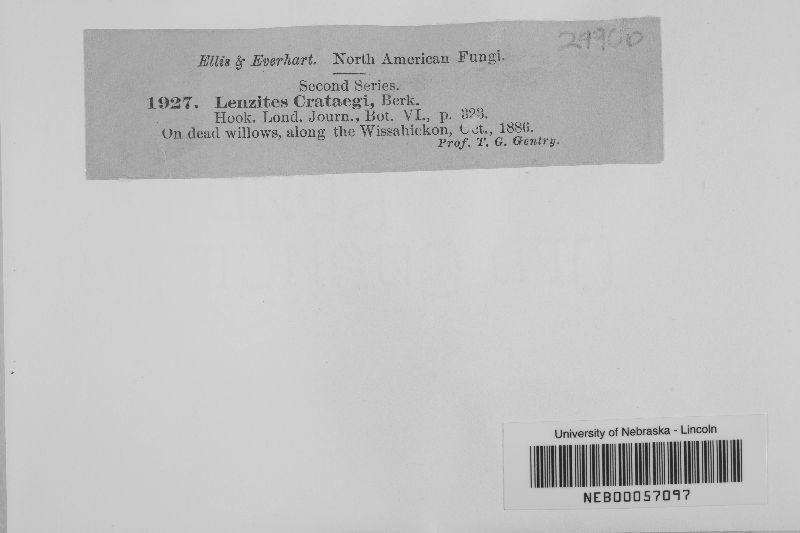 29900
Ellis & Everhart. North American Fungi.
Second Series.
1927. Lenzites Crataegi, Berk.
Hook. Lond. Journ., Bot. VI., p. 323.
On dead willows, along the Wissahickon, Oct., 1886.
Prof. T. G. Gentry.
University of Nebraska - Lincoln
NEB00057097